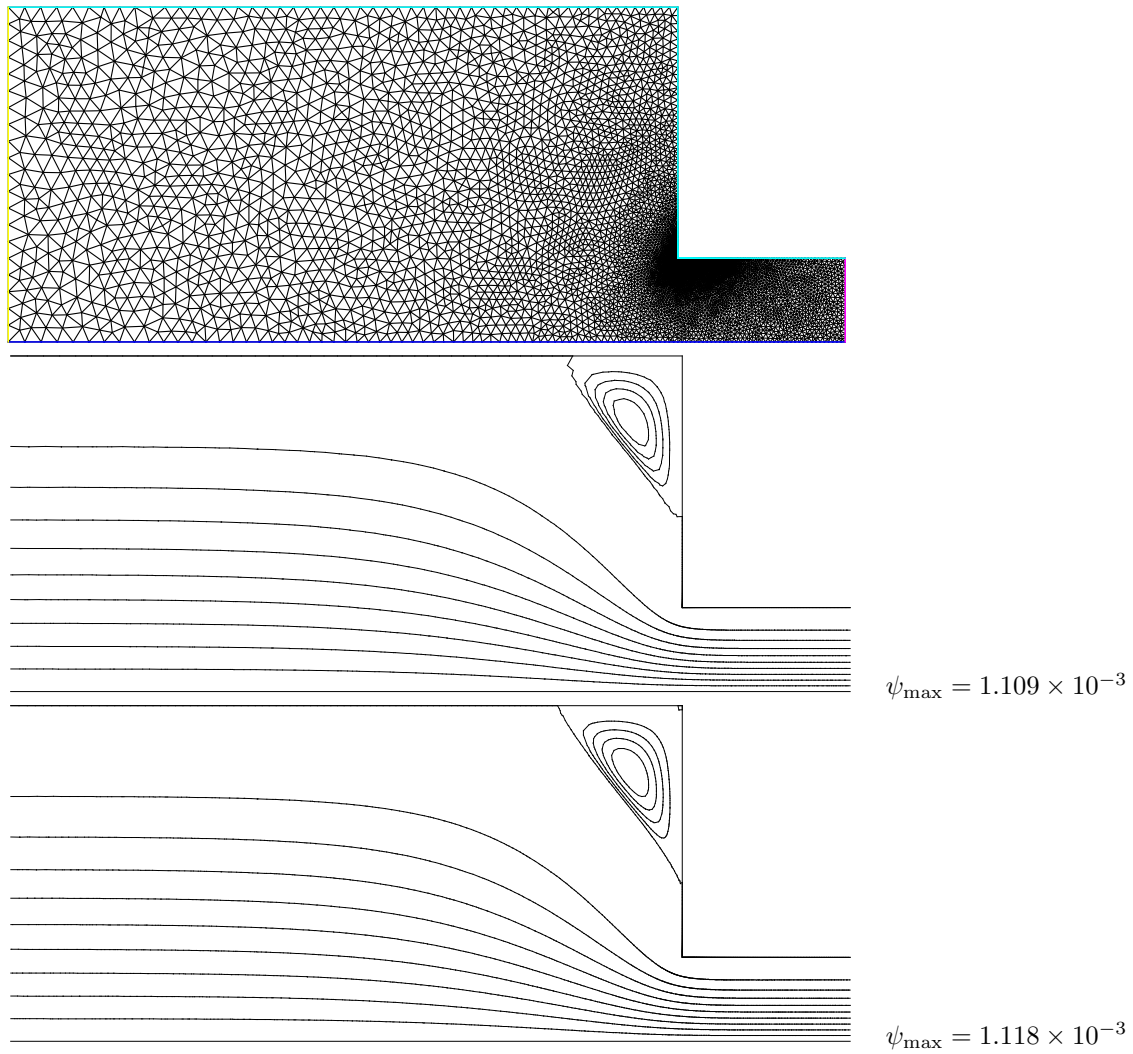 ψmax = 1.109 × 10⁻³
ψmax = 1.118 × 10⁻³